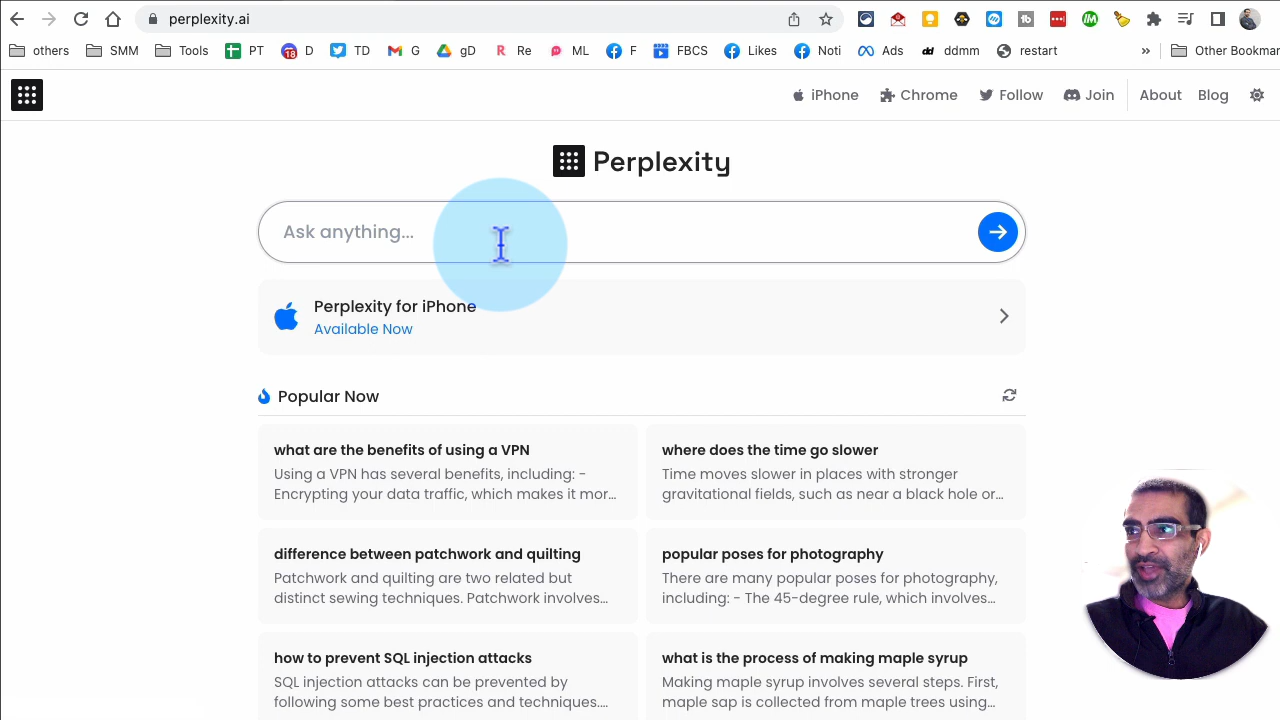 perplexity.ai
others SMM Tools PT 18 D TD G gD R Re ML F FBCS Likes Noti Ads dd ddmm restart » Other Bookmar
iPhone Chrome Follow Join About Blog
Perplexity
Ask anything...
Perplexity for iPhone
Available Now
Popular Now
what are the benefits of using a VPN
Using a VPN has several benefits, including: -
Encrypting your data traffic, which makes it mor...
where does the time go slower
Time moves slower in places with stronger
gravitational fields, such as near a black hole or...
difference between patchwork and quilting
Patchwork and quilting are two related but
distinct sewing techniques. Patchwork involves...
popular poses for photography
There are many popular poses for photography,
including: - The 45-degree rule, which involves...
how to prevent SQL injection attacks
SQL injection attacks can be prevented by
following some best practices and techniques....
what is the process of making maple syrup
Making maple syrup involves several steps. First,
maple sap is collected from maple trees using...